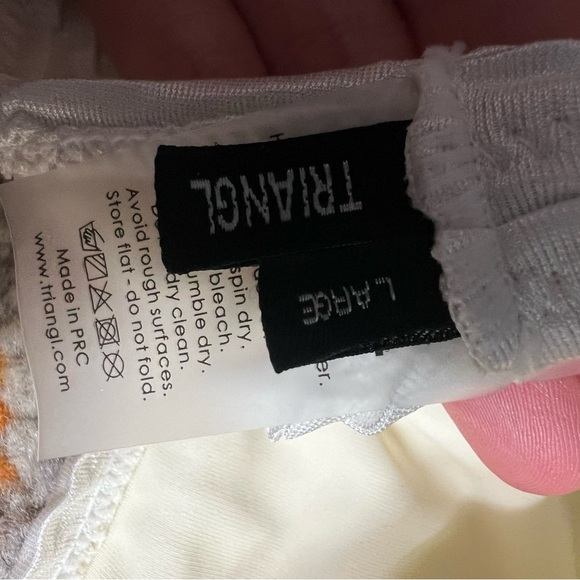 TRIANGL
LARGE
spin dry.
bleach.
umble dry.
dry clean.
Avoid rough surfaces.
Store flat - do not fold.
Made in PRC
www.triangl.com